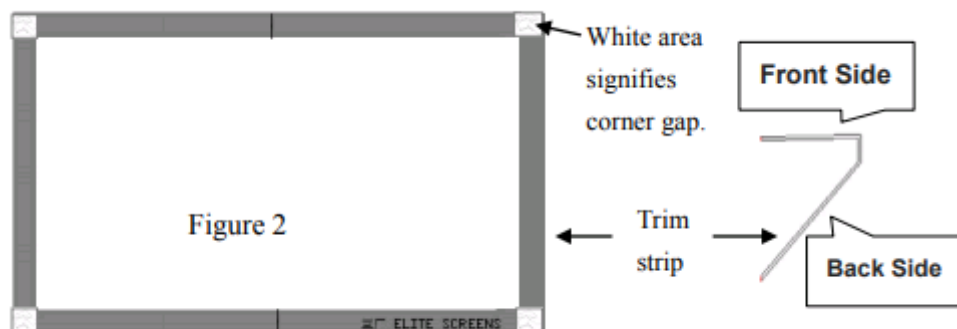 White area
signifies
corner gap.
Front Side
Figure 2
Trim
strip
Back Side
ELITE SCREENS